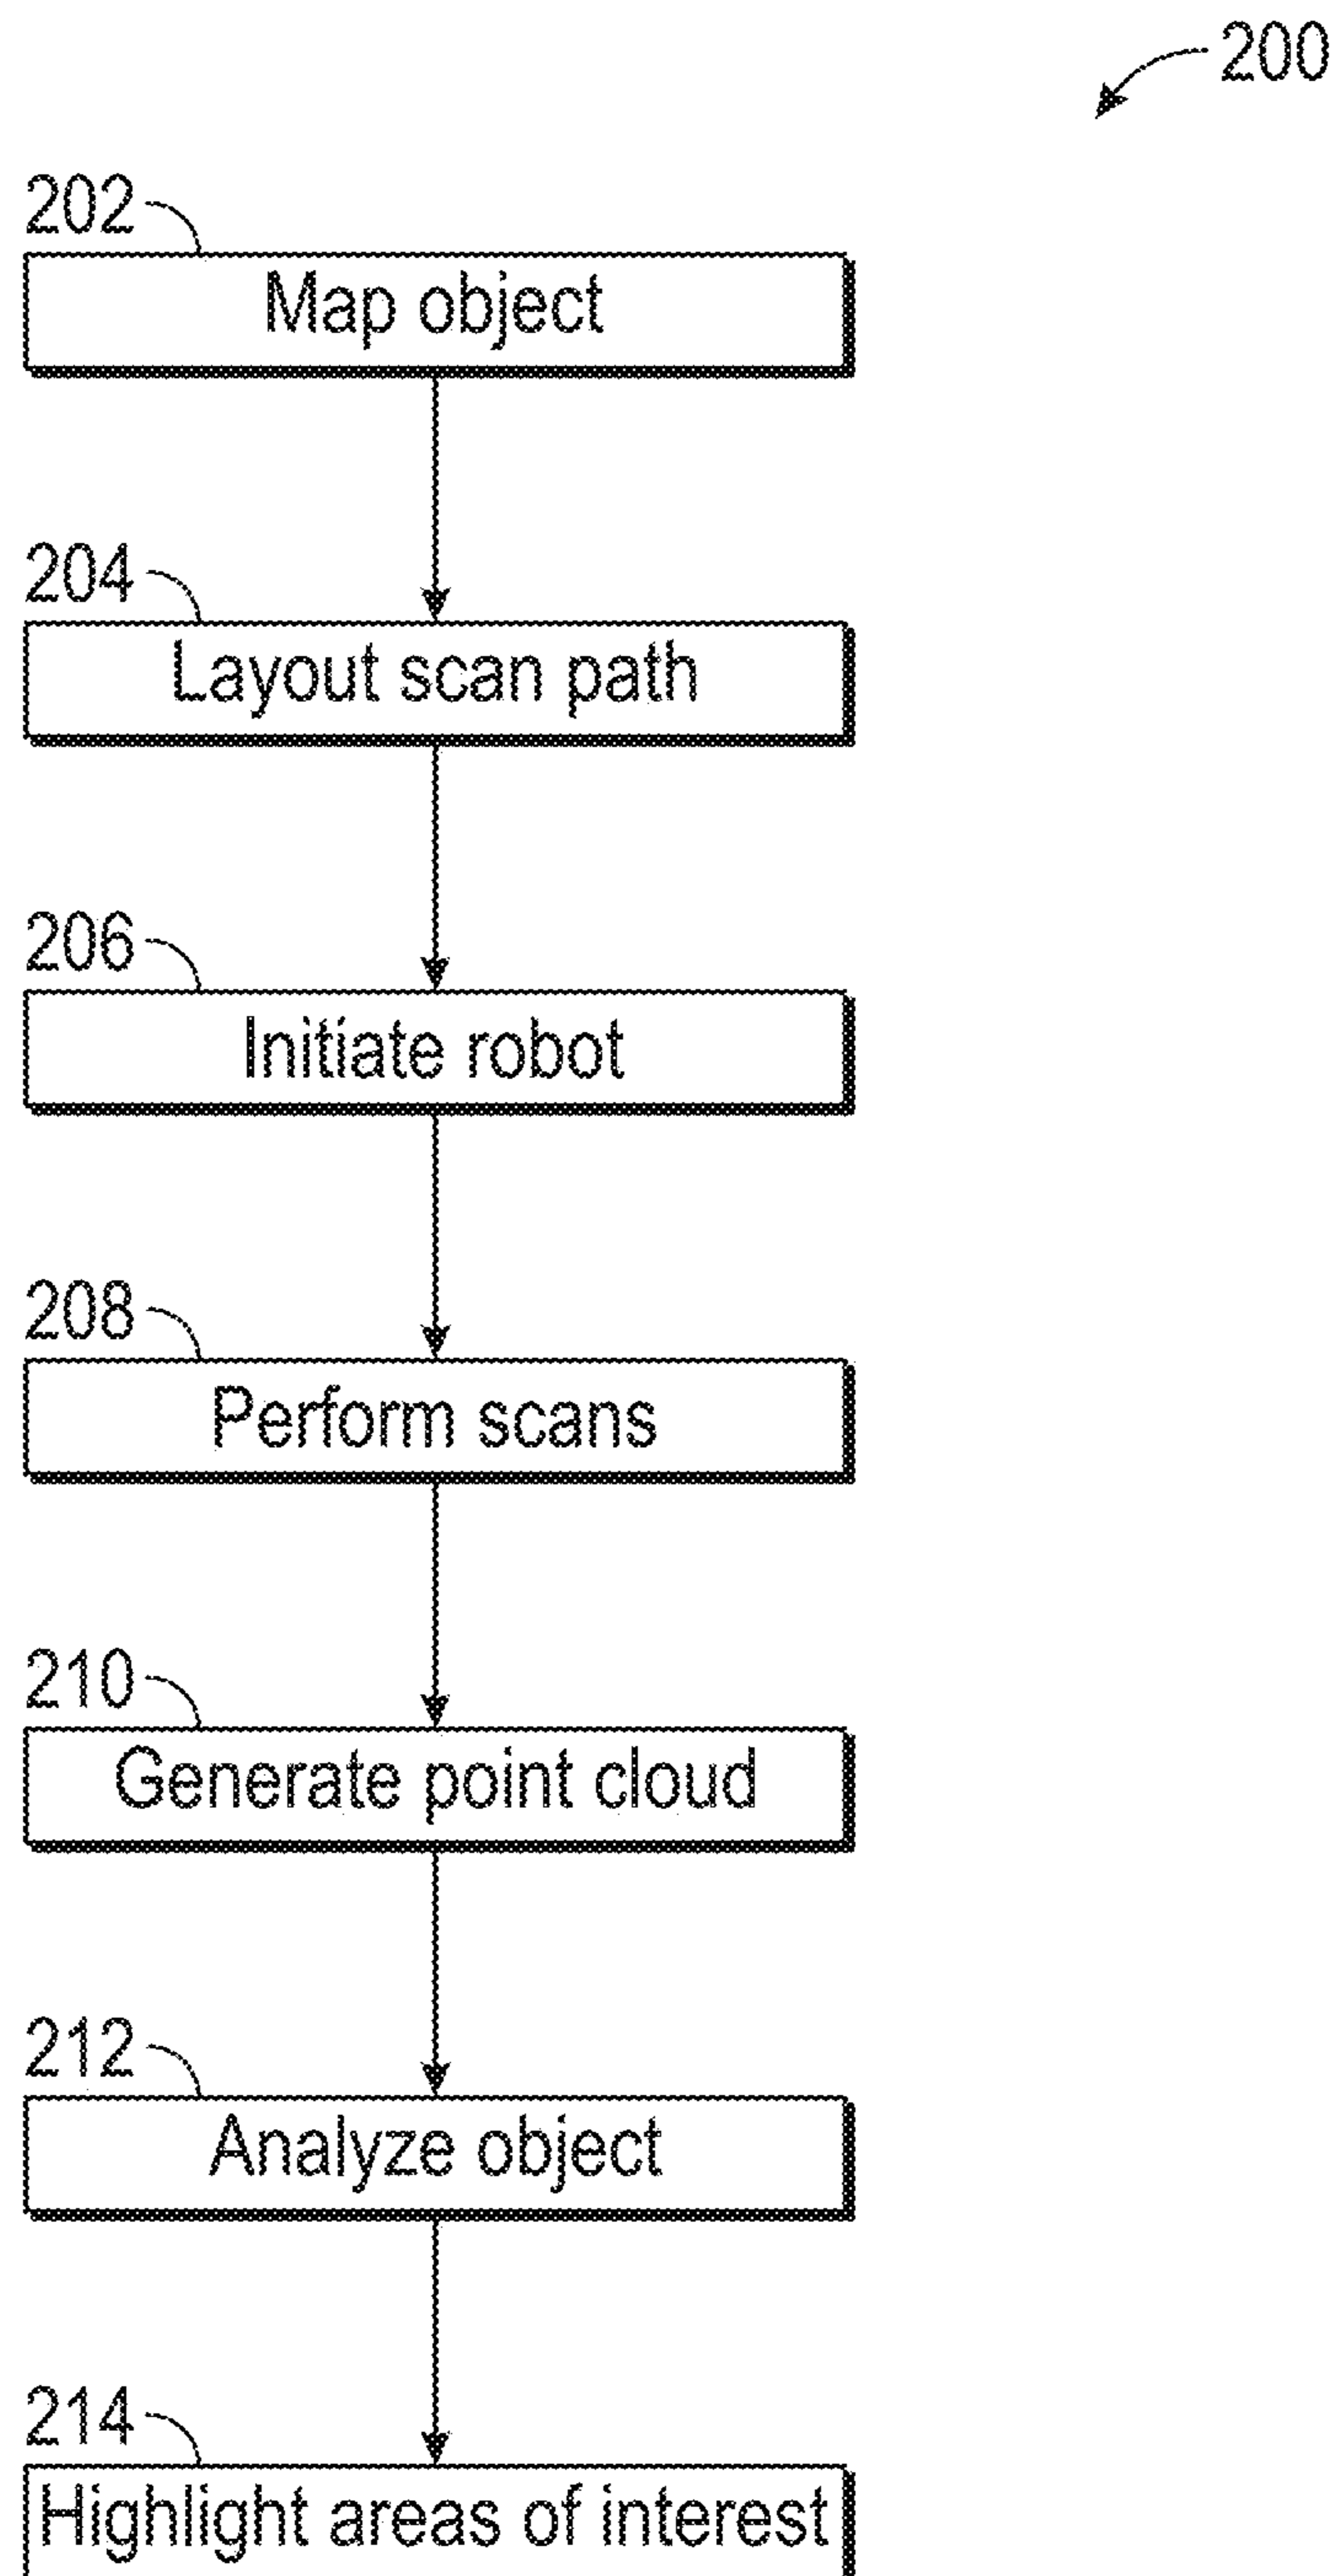 200
202
Map object
204
Layout scan path
206
Initiate robot
208
Perform scans
210
Generate point cloud
212
Analyze object
214
Highlight areas of interest